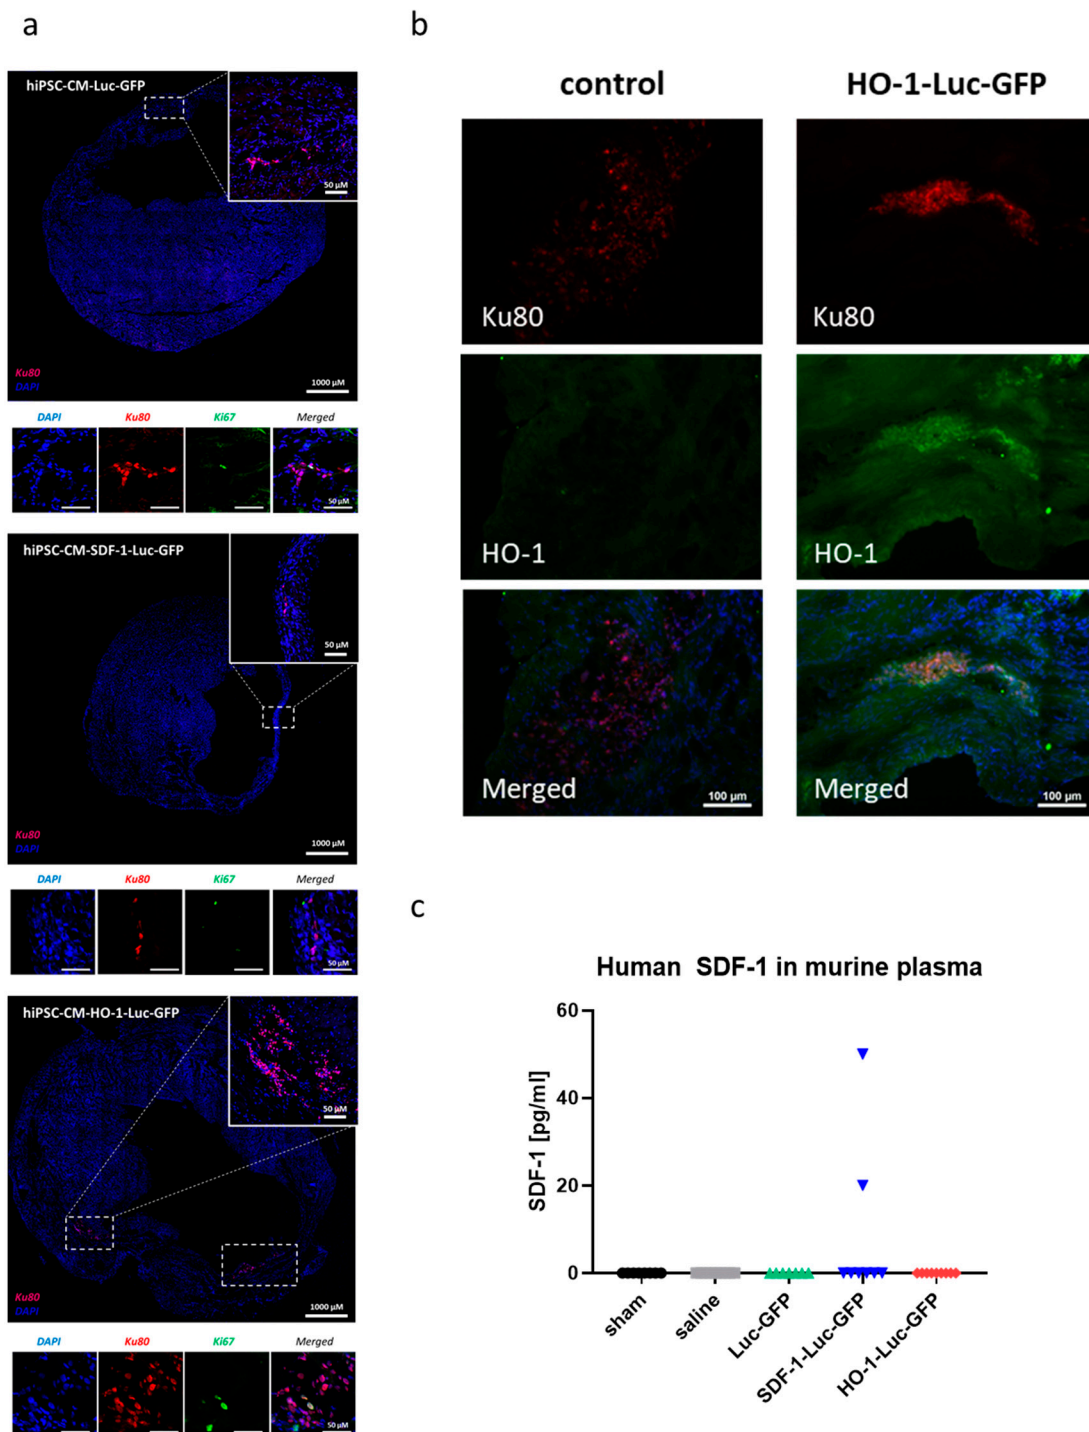 a
hiPSC-CM-Luc-GFP
50 µM
Ku80
DAPI
1000 µM
DAPI Ku80 Ki67 Merged
50 µM
hiPSC-CM-SDF-1-Luc-GFP
50 µM
Ku80
DAPI
1000 µM
DAPI Ku80 Ki67 Merged
50 µM
hiPSC-CM-HO-1-Luc-GFP
50 µM
Ku80
DAPI
1000 µM
DAPI Ku80 Ki67 Merged
50 µM
b
control HO-1-Luc-GFP
Ku80 Ku80
HO-1 HO-1
Merged Merged
100 µm 100 µm
c
Human SDF-1 in murine plasma
SDF-1 [pg/ml]
60
40
20
0
sham
saline
Luc-GFP
SDF-1-Luc-GFP
HO-1-Luc-GFP